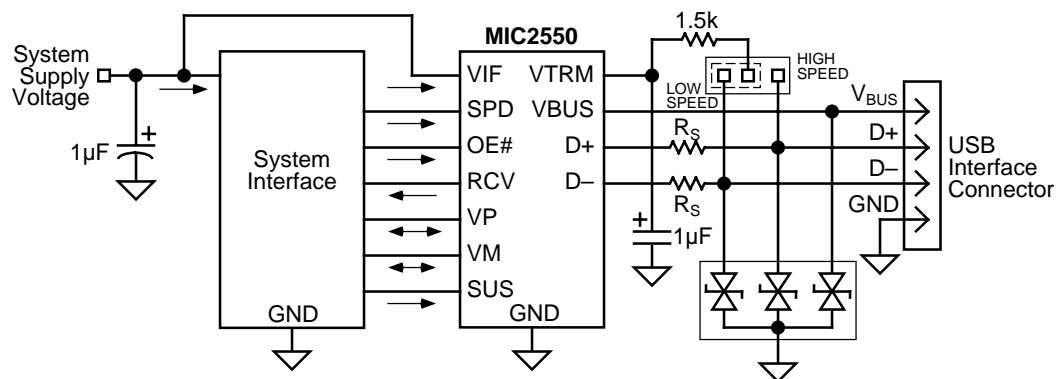 System
Supply
Voltage
1µF
+
System
Interface
GND
MIC2550
VIF
SPD
OE#
RCV
VP
VM
SUS
VTRM
VBUS
D+
D–
GND
1.5k
LOW
SPEED
HIGH
SPEED
RS
RS
+
1µF
VBUS
D+
D–
GND
USB
Interface
Connector